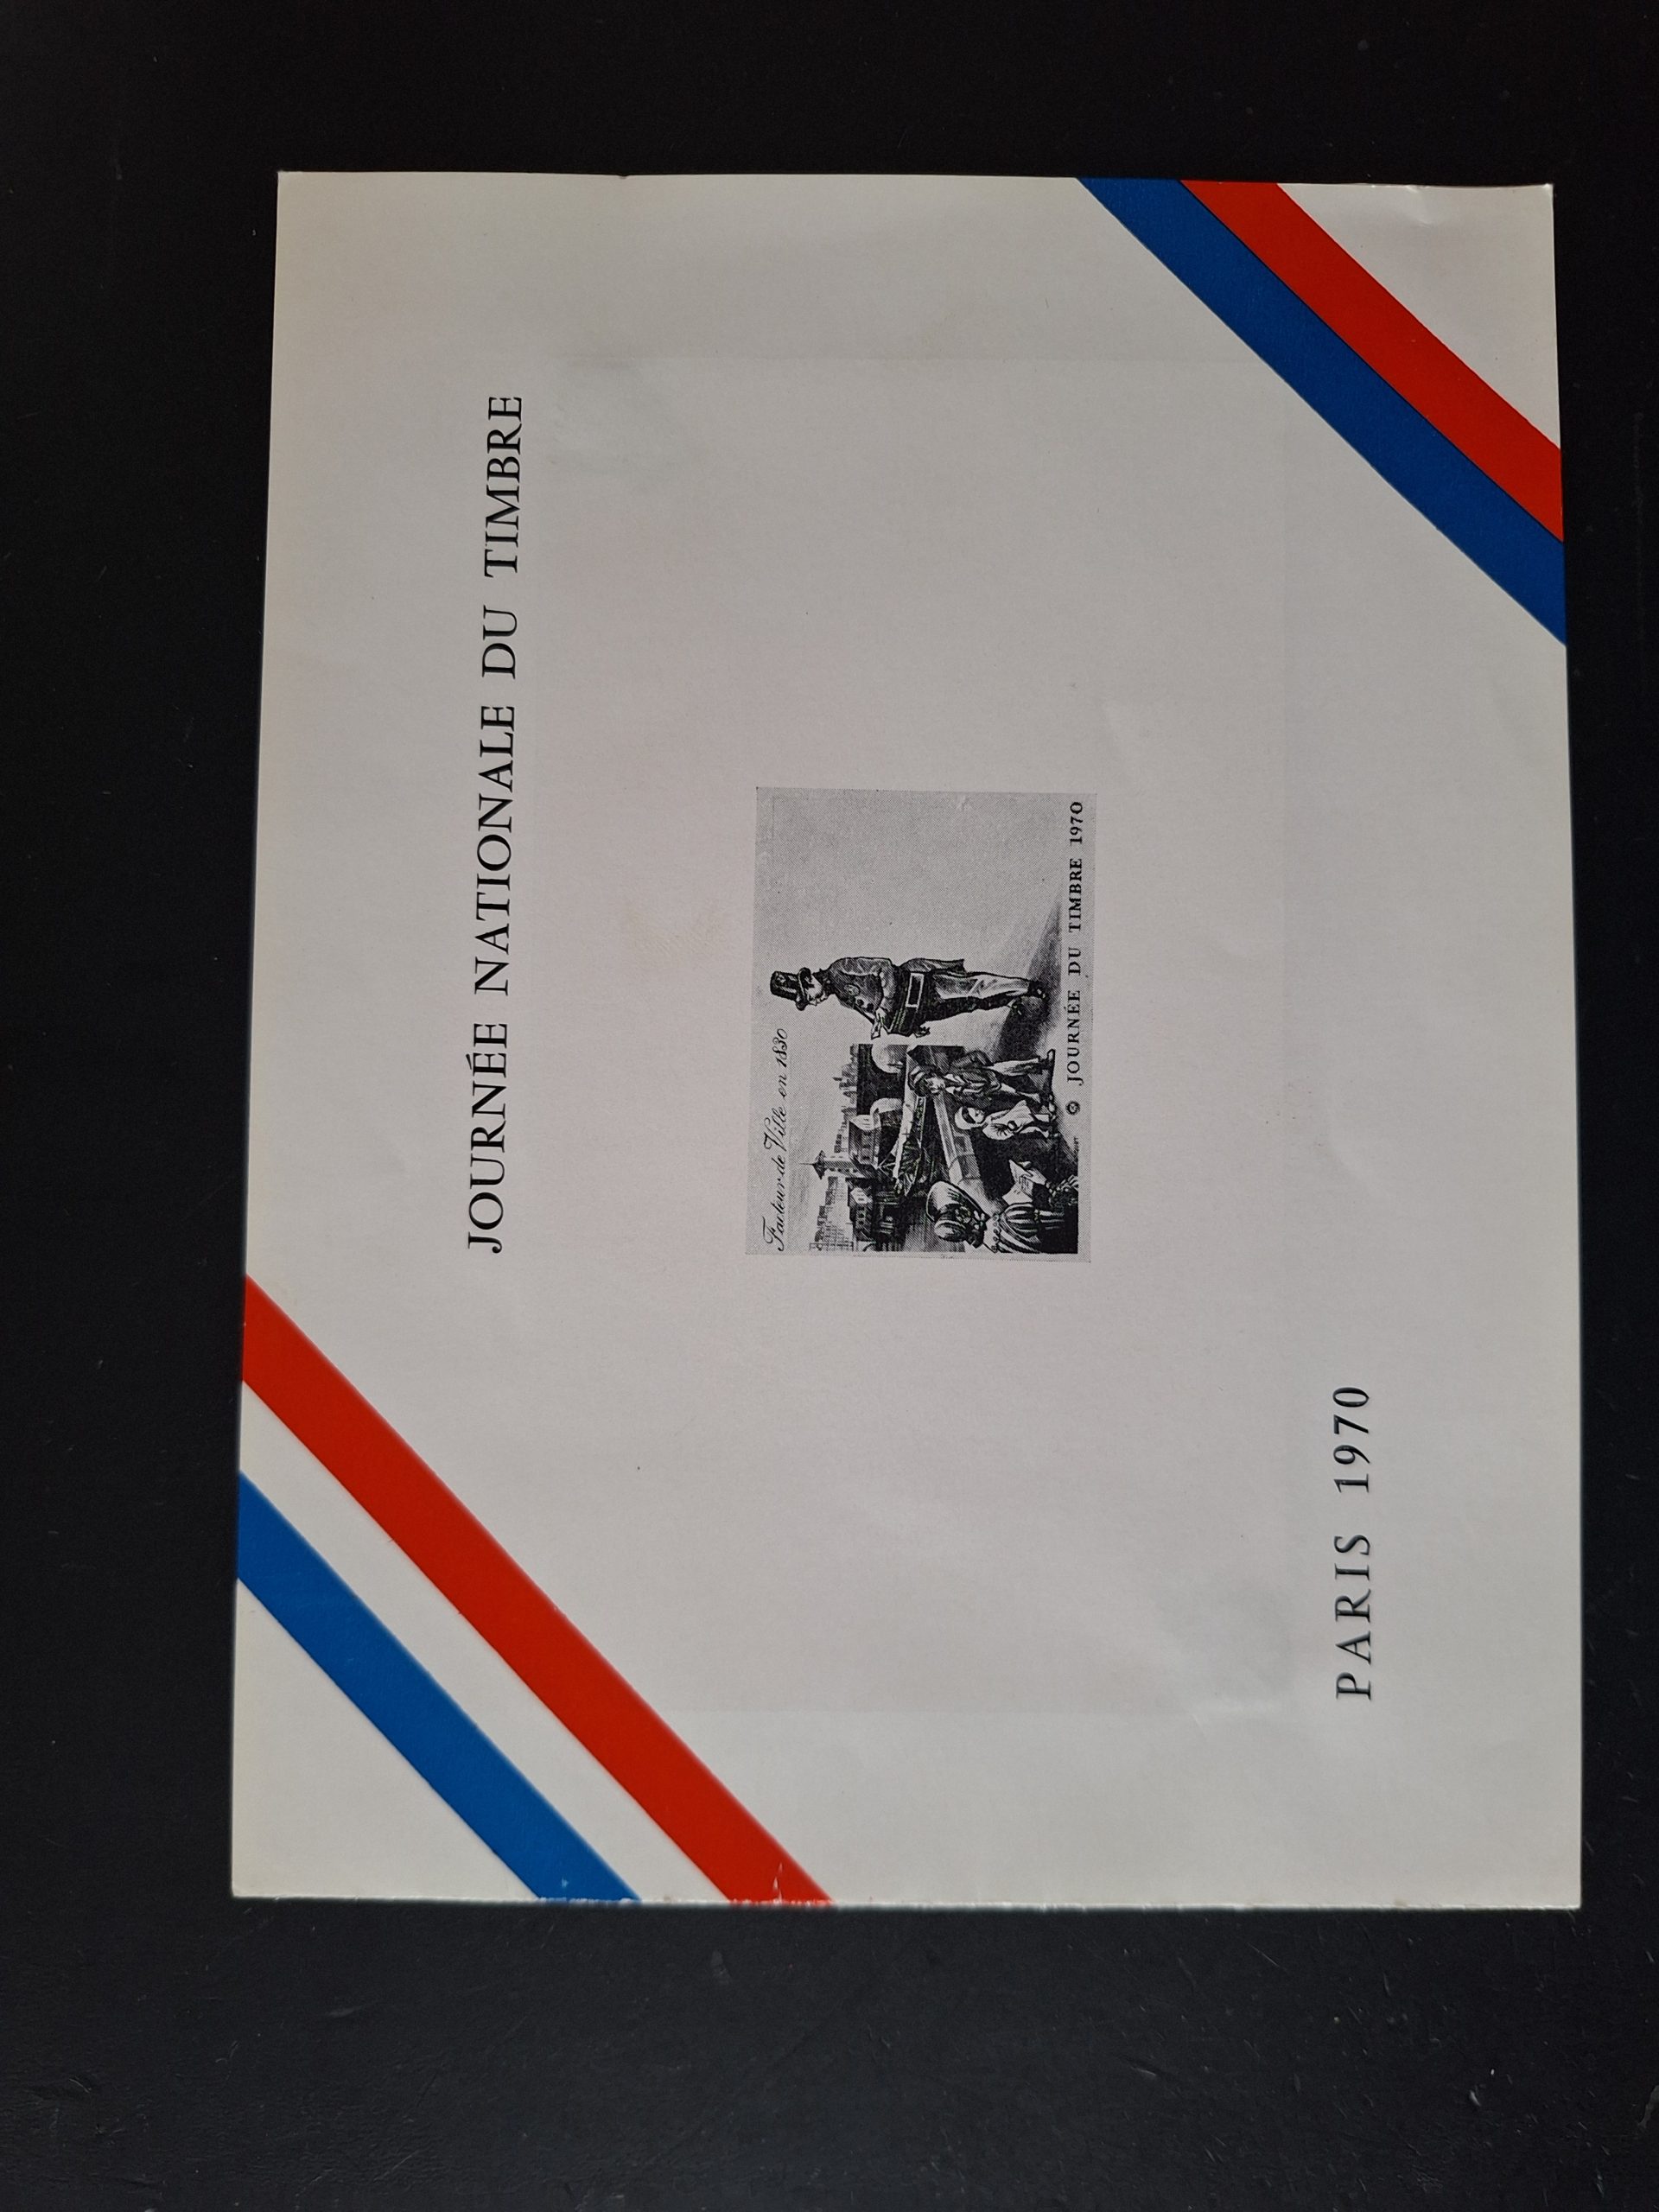 JOURNÉE NATIONALE DU TIMBRE
Facteur de Ville en 1830
JOURNÉE DU TIMBRE 1970
PARIS 1970